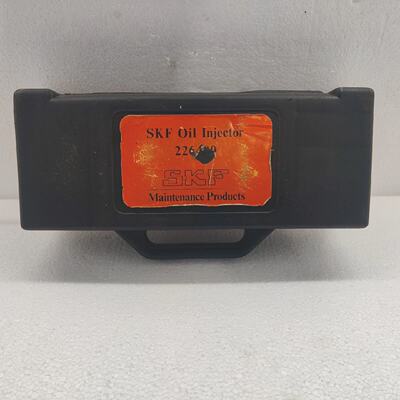 SKF Oil Injector
SKF
Maintenance Products